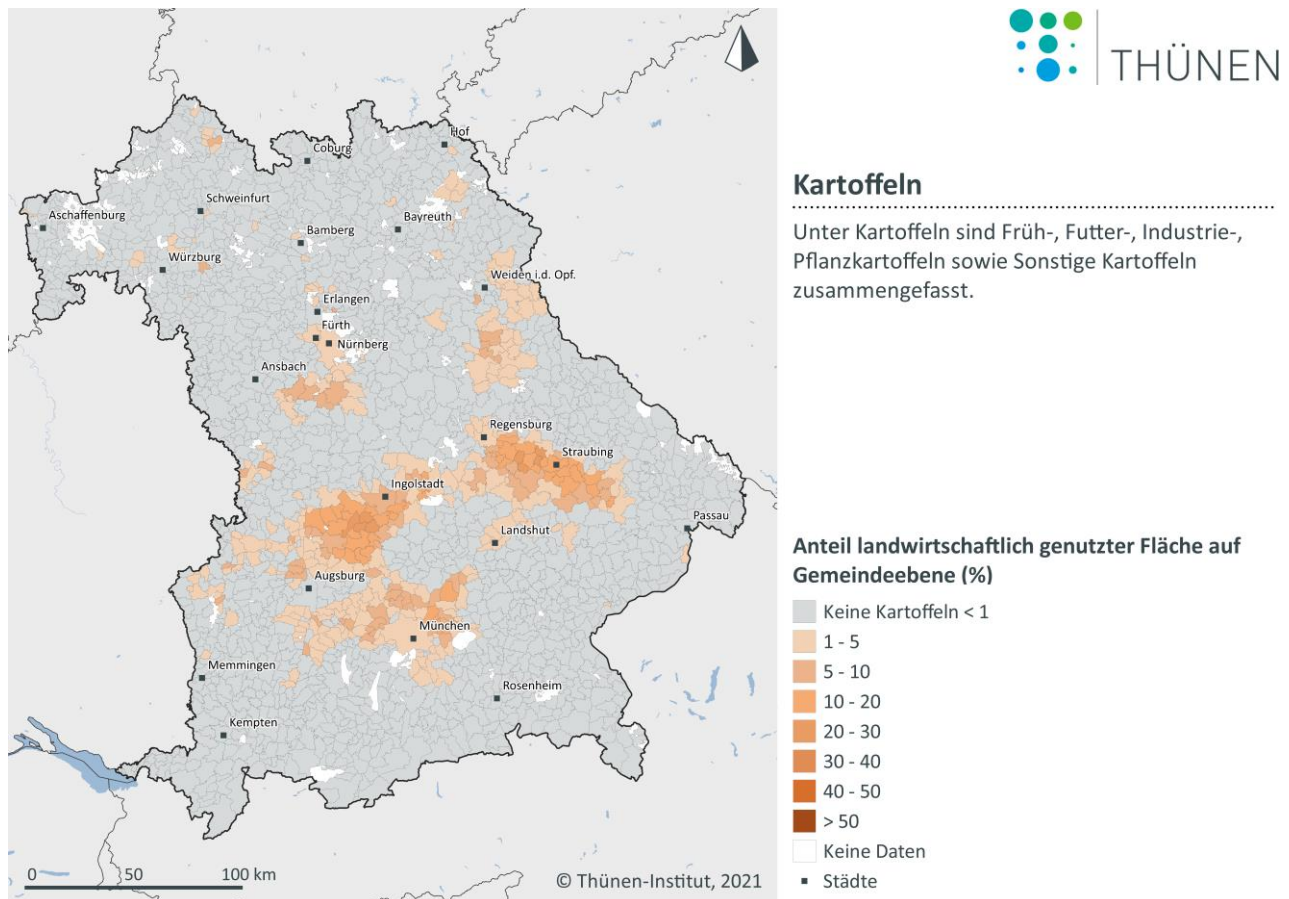 THÜNEN
Kartoffeln
Unter Kartoffeln sind Früh-, Futter-, Industrie-,
Pflanzkartoffeln sowie Sonstige Kartoffeln
zusammengefasst.
Hof
Coburg
Schweinfurt
Aschaffenburg
Bayreuth
Bamberg
Würzburg
Weiden i.d. Opf.
Erlangen
Fürth
Nürnberg
Ansbach
Regensburg
Straubing
Ingolstadt
Passau
Landshut
Augsburg
München
Memmingen
Rosenheim
Kempten
0 50 100 km
© Thünen-Institut, 2021
Anteil landwirtschaftlich genutzter Fläche auf
Gemeindeebene (%)
Keine Kartoffeln < 1
1 - 5
5 - 10
10 - 20
20 - 30
30 - 40
40 - 50
> 50
Keine Daten
Städte